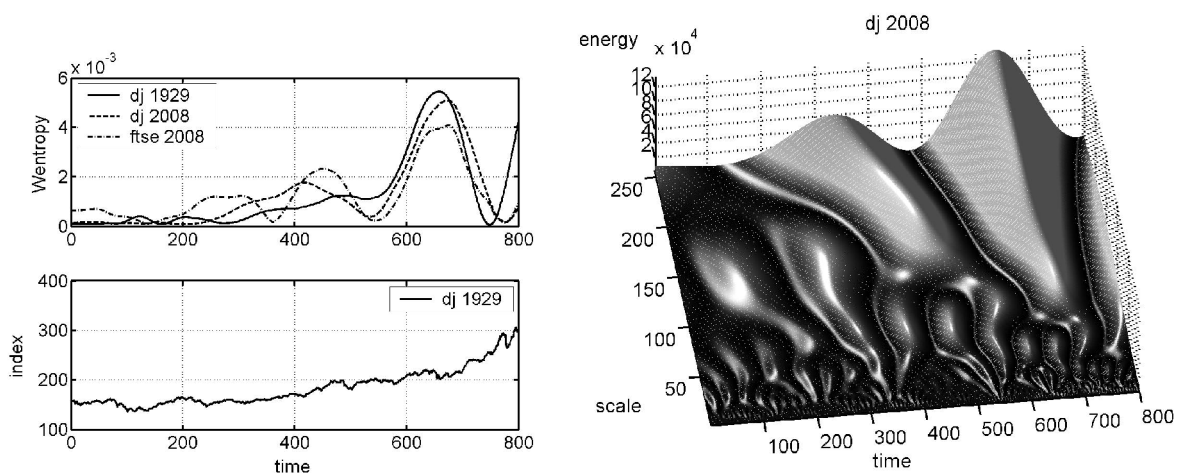 x 10⁻³
6
4
2
0
Wentropy
dj 1929
dj 2008
ftse 2008
0 200 400 600 800
400
300
200
100
index
dj 1929
0 200 400 600 800
time
dj 2008
energy
x 10⁴
12
10
8
6
4
2
250
200
150
100
50
scale
100 200 300 400 500 600 700 800
time